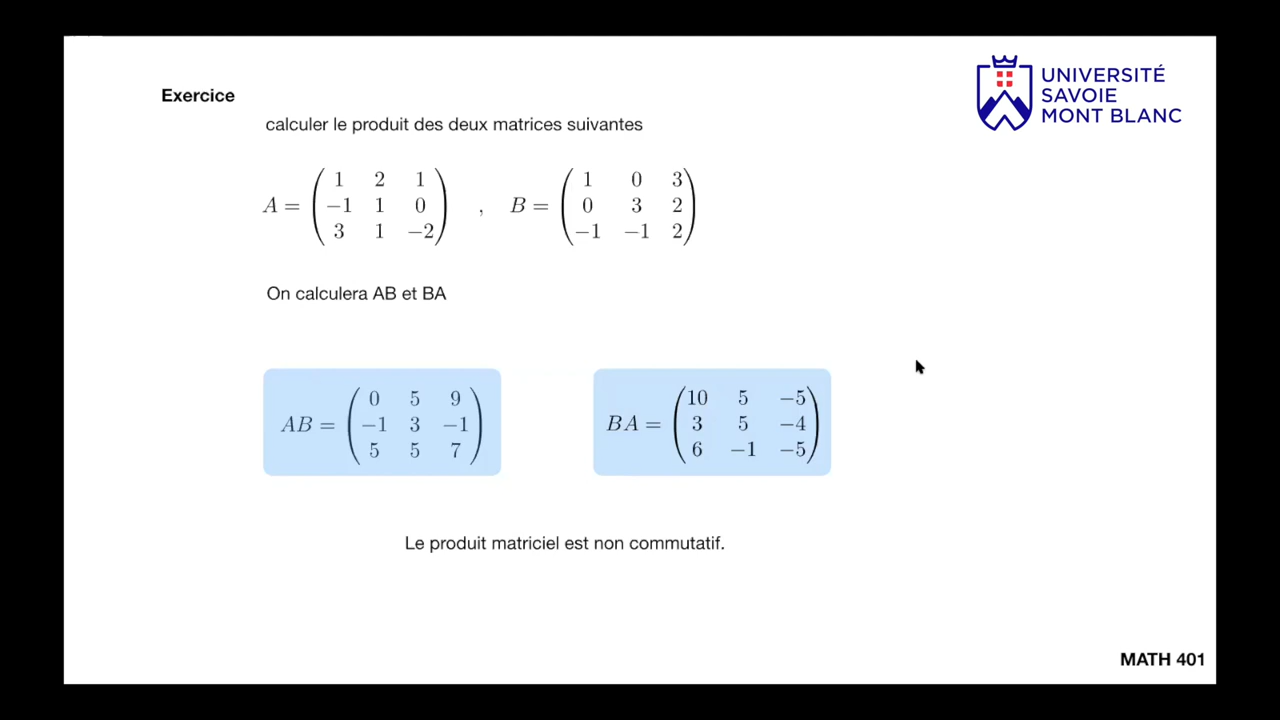 UNIVERSITÉ
SAVOIE
MONT BLANC
Exercice
calculer le produit des deux matrices suivantes
A = ( 1 2 1 ; −1 1 0 ; 3 1 −2 ) , B = ( 1 0 3 ; 0 3 2 ; −1 −1 2 )
On calculera AB et BA
AB = ( 0 5 9 ; −1 3 −1 ; 5 5 7 )
BA = ( 10 5 −5 ; 3 5 −4 ; 6 −1 −5 )
Le produit matriciel est non commutatif.
MATH 401